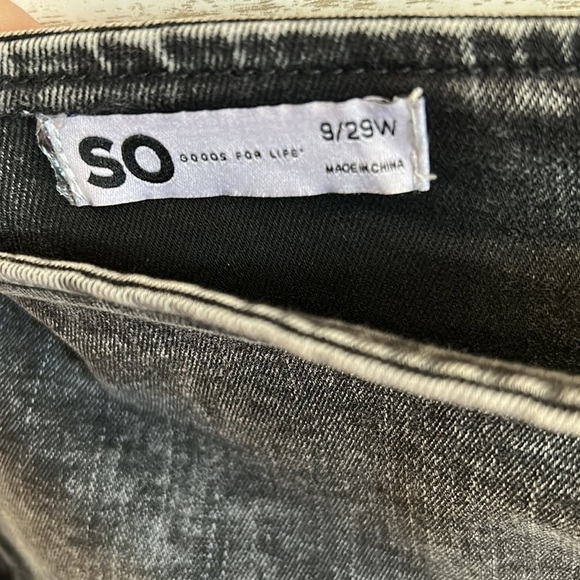 SO GOODS FOR LIFE* 9/29W
MADE IN CHINA